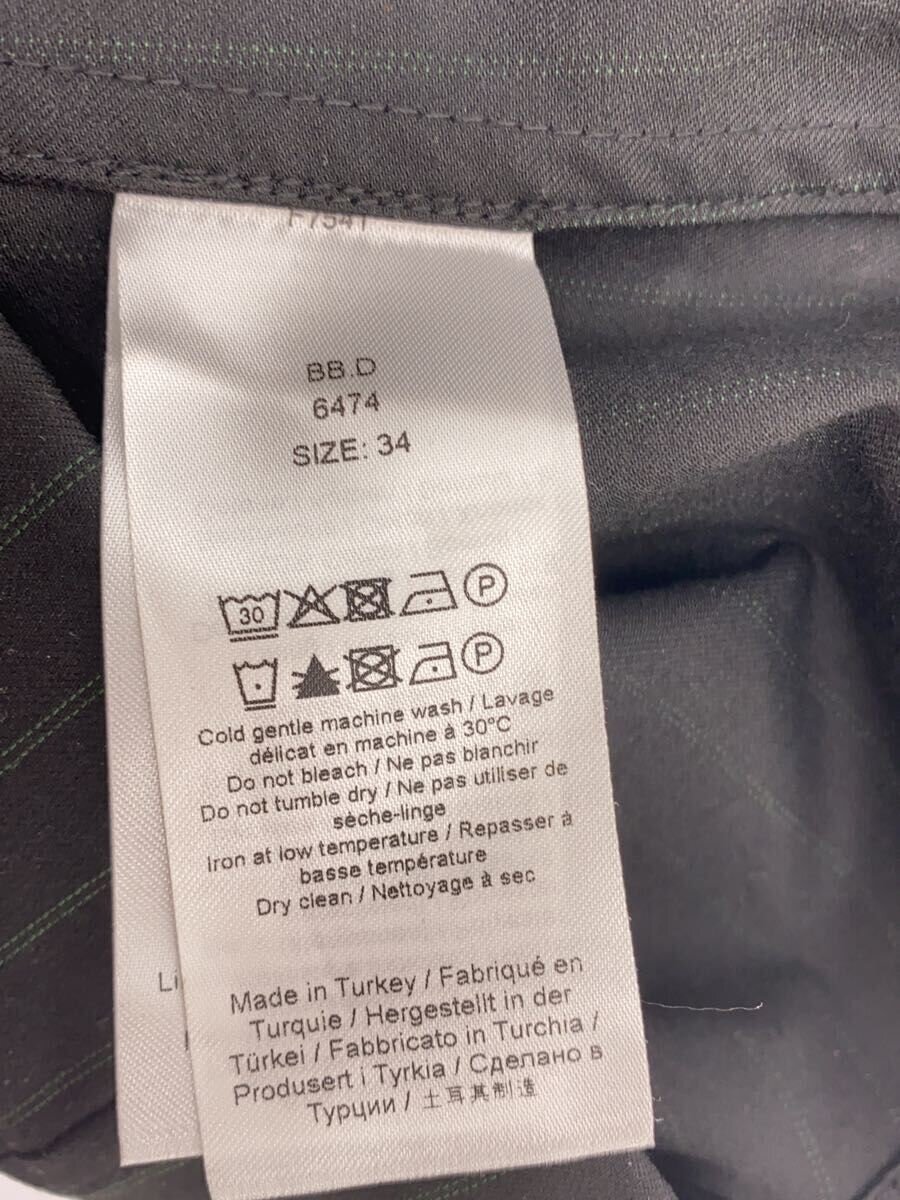 F7541
BB.D
6474
SIZE: 34
30
P
P
Cold gentle machine wash / Lavage
délicat en machine à 30°C
Do not bleach / Ne pas blanchir
Do not tumble dry / Ne pas utiliser de
sèche-linge
Iron at low temperature / Repasser à
basse température
Dry clean / Nettoyage à sec
Li
Made in Turkey / Fabriqué en
Turquie / Hergestellt in der
Türkei / Fabbricato in Turchia /
Produsert i Tyrkia / Сделано в
Турции / 土耳其制造